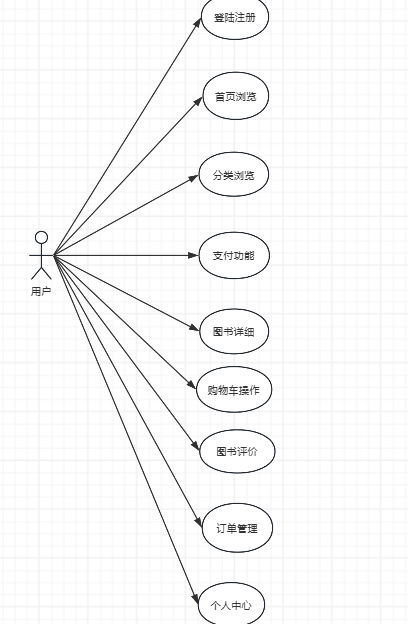 登陆注册
首页浏览
分类浏览
支付功能
用户
图书详细
购物车操作
图书评价
订单管理
个人中心